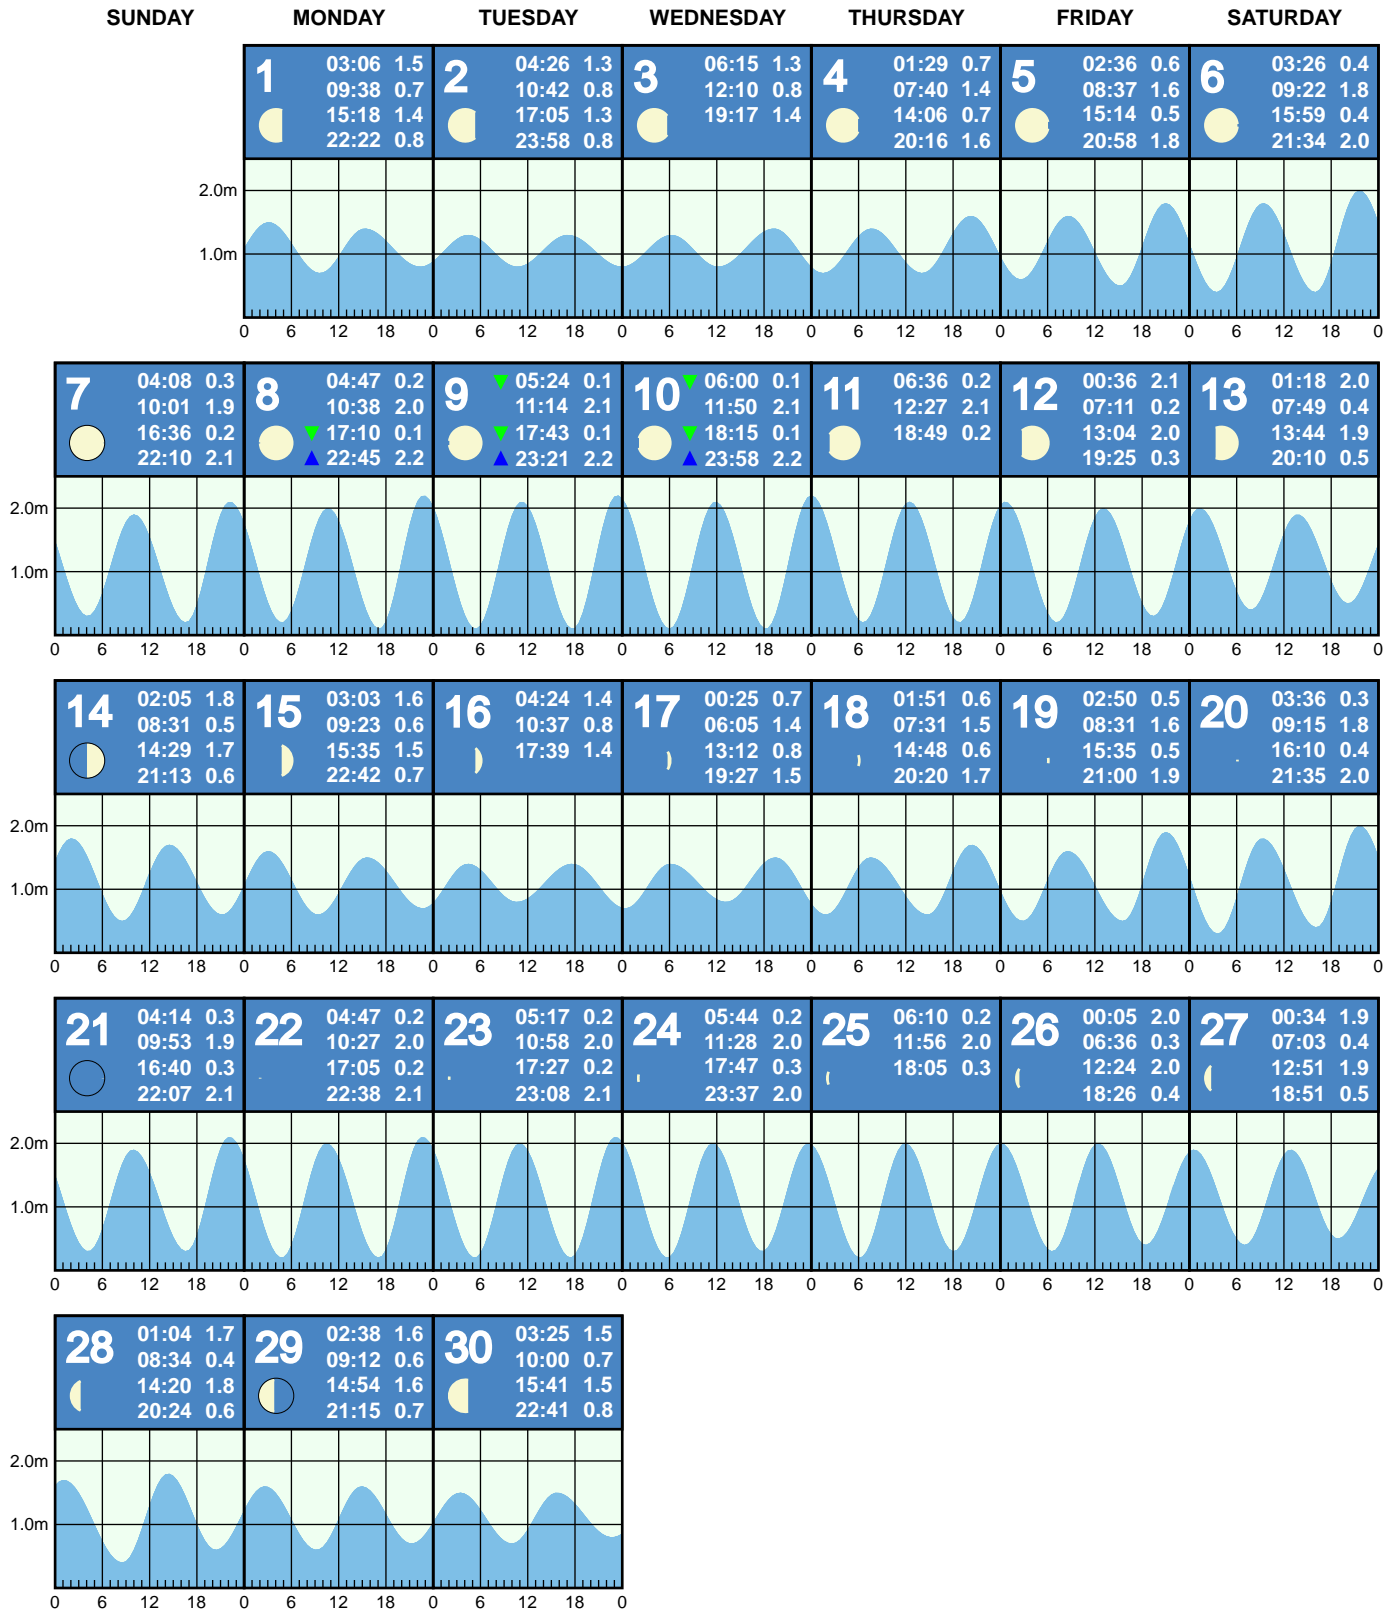 SUNDAY MONDAY TUESDAY WEDNESDAY THURSDAY FRIDAY SATURDAY
1 03:06 1.5
09:38 0.7
15:18 1.4
22:22 0.8
2 04:26 1.3
10:42 0.8
17:05 1.3
23:58 0.8
3 06:15 1.3
12:10 0.8
19:17 1.4
4 01:29 0.7
07:40 1.4
14:06 0.7
20:16 1.6
5 02:36 0.6
08:37 1.6
15:14 0.5
20:58 1.8
6 03:26 0.4
09:22 1.8
15:59 0.4
21:34 2.0
2.0m
1.0m
0 6 12 18 0 6 12 18 0 6 12 18 0 6 12 18 0 6 12 18 0 6 12 18 0
7 04:08 0.3
10:01 1.9
16:36 0.2
22:10 2.1
8 04:47 0.2
10:38 2.0
17:10 0.1
22:45 2.2
9 05:24 0.1
11:14 2.1
17:43 0.1
23:21 2.2
10 06:00 0.1
11:50 2.1
18:15 0.1
23:58 2.2
11 06:36 0.2
12:27 2.1
18:49 0.2
12 00:36 2.1
07:11 0.2
13:04 2.0
19:25 0.3
13 01:18 2.0
07:49 0.4
13:44 1.9
20:10 0.5
2.0m
1.0m
0 6 12 18 0 6 12 18 0 6 12 18 0 6 12 18 0 6 12 18 0 6 12 18 0 6 12 18 0
14 02:05 1.8
08:31 0.5
14:29 1.7
21:13 0.6
15 03:03 1.6
09:23 0.6
15:35 1.5
22:42 0.7
16 04:24 1.4
10:37 0.8
17:39 1.4
17 00:25 0.7
06:05 1.4
13:12 0.8
19:27 1.5
18 01:51 0.6
07:31 1.5
14:48 0.6
20:20 1.7
19 02:50 0.5
08:31 1.6
15:35 0.5
21:00 1.9
20 03:36 0.3
09:15 1.8
16:10 0.4
21:35 2.0
2.0m
1.0m
0 6 12 18 0 6 12 18 0 6 12 18 0 6 12 18 0 6 12 18 0 6 12 18 0 6 12 18 0
21 04:14 0.3
09:53 1.9
16:40 0.3
22:07 2.1
22 04:47 0.2
10:27 2.0
17:05 0.2
22:38 2.1
23 05:17 0.2
10:58 2.0
17:27 0.2
23:08 2.1
24 05:44 0.2
11:28 2.0
17:47 0.3
23:37 2.0
25 06:10 0.2
11:56 2.0
18:05 0.3
26 00:05 2.0
06:36 0.3
12:24 2.0
18:26 0.4
27 00:34 1.9
07:03 0.4
12:51 1.9
18:51 0.5
2.0m
1.0m
0 6 12 18 0 6 12 18 0 6 12 18 0 6 12 18 0 6 12 18 0 6 12 18 0 6 12 18 0
28 01:04 1.7
08:34 0.4
14:20 1.8
20:24 0.6
29 02:38 1.6
09:12 0.6
14:54 1.6
21:15 0.7
30 03:25 1.5
10:00 0.7
15:41 1.5
22:41 0.8
2.0m
1.0m
0 6 12 18 0 6 12 18 0 6 12 18 0